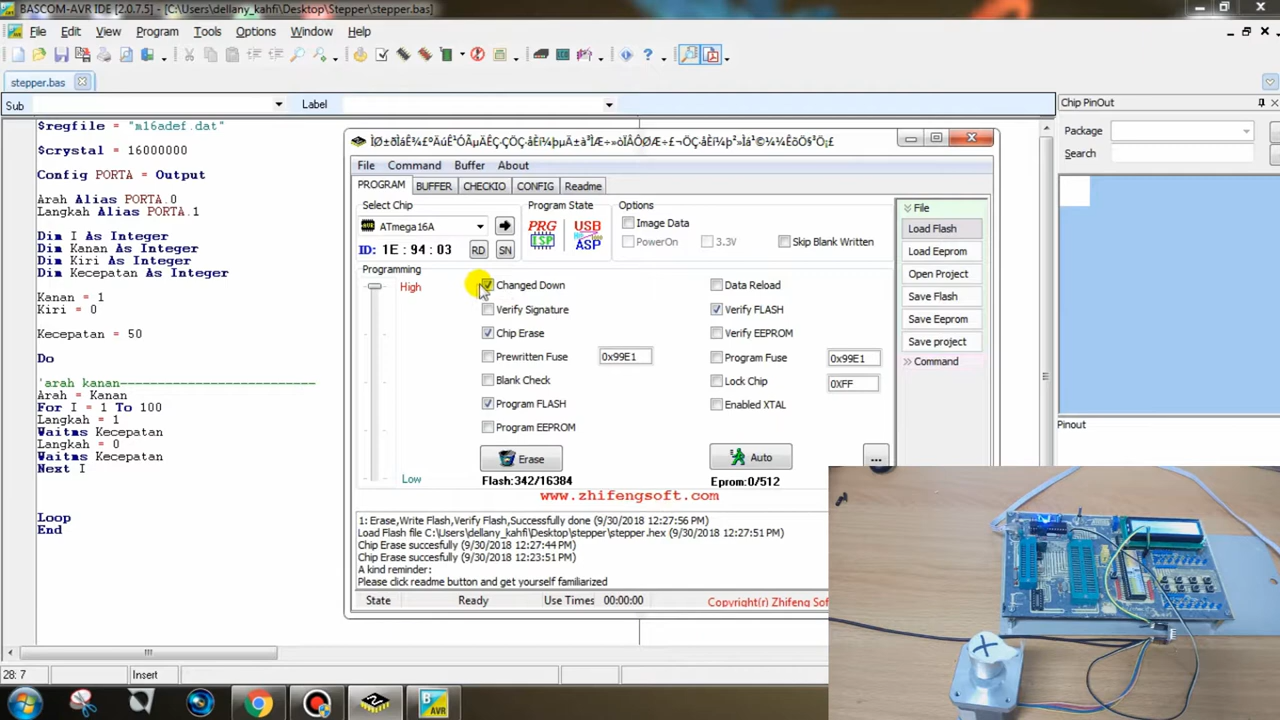 BASCOM-AVR IDE [2.0.7.5] - [C:\Users\dellany_kahfi\Desktop\Stepper\stepper.bas]
File Edit View Program Tools Options Window Help
stepper.bas
Sub Label
Chip PinOut
Package
Search
Pinout
$regfile = "m16adef.dat"
$crystal = 16000000
Config PORTA = Output
Arah Alias PORTA.0
Langkah Alias PORTA.1
Dim I As Integer
Dim Kanan As Integer
Dim Kiri As Integer
Dim Kecepatan As Integer
Kanan = 1
Kiri = 0
Kecepatan = 50
Do
'arah kanan--------------------------
Arah = Kanan
For I = 1 To 100
Langkah = 1
Waitms Kecepatan
Langkah = 0
Waitms Kecepatan
Next I
Loop
End
File Command Buffer About
PROGRAM BUFFER CHECKIO CONFIG Readme
Select Chip Program State Options
ATmega16A
PRG ISP
USB ASP
Image Data
PowerOn 3.3V Skip Blank Written
ID: 1E : 94 : 03 RD SN
Programming
High
Low
Changed Down
Verify Signature
Chip Erase
Prewritten Fuse 0x99E1
Blank Check
Program FLASH
Program EEPROM
Data Reload
Verify FLASH
Verify EEPROM
Program Fuse 0x99E1
Lock Chip 0XFF
Enabled XTAL
Erase Auto ...
Flash:342/16384 Eprom:0/512
www.zhifengsoft.com
File
Load Flash
Load Eeprom
Open Project
Save Flash
Save Eeprom
Save project
Command
1: Erase,Write Flash,Verify Flash,Successfully done (9/30/2018 12:27:56 PM)
Load Flash file C:\Users\dellany_kahfi\Desktop\stepper\stepper.hex (9/30/2018 12:27:51 PM)
Chip Erase succesfully (9/30/2018 12:27:44 PM)
Chip Erase succesfully (9/30/2018 12:23:51 PM)
A kind reminder:
Please click readme button and get yourself familiarized
State Ready Use Times 00:00:00 Copyright(r) Zhifeng Sof
28: 7 Insert
B AVR